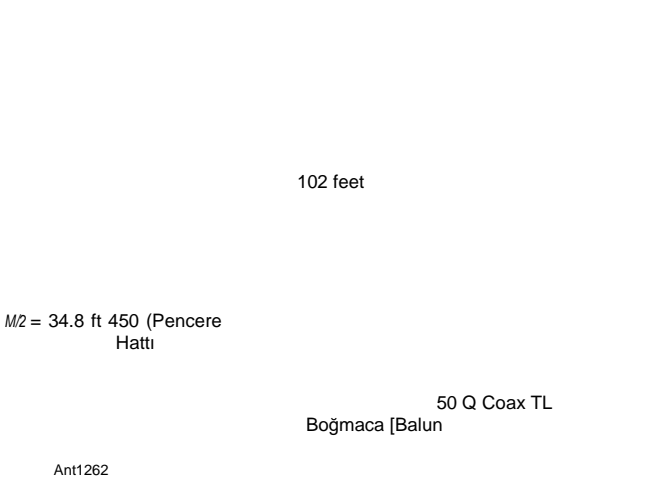 102 feet
M/2 = 34.8 ft 450 (Pencere
Hattı
50 Q Coax TL
Boğmaca [Balun
Ant1262